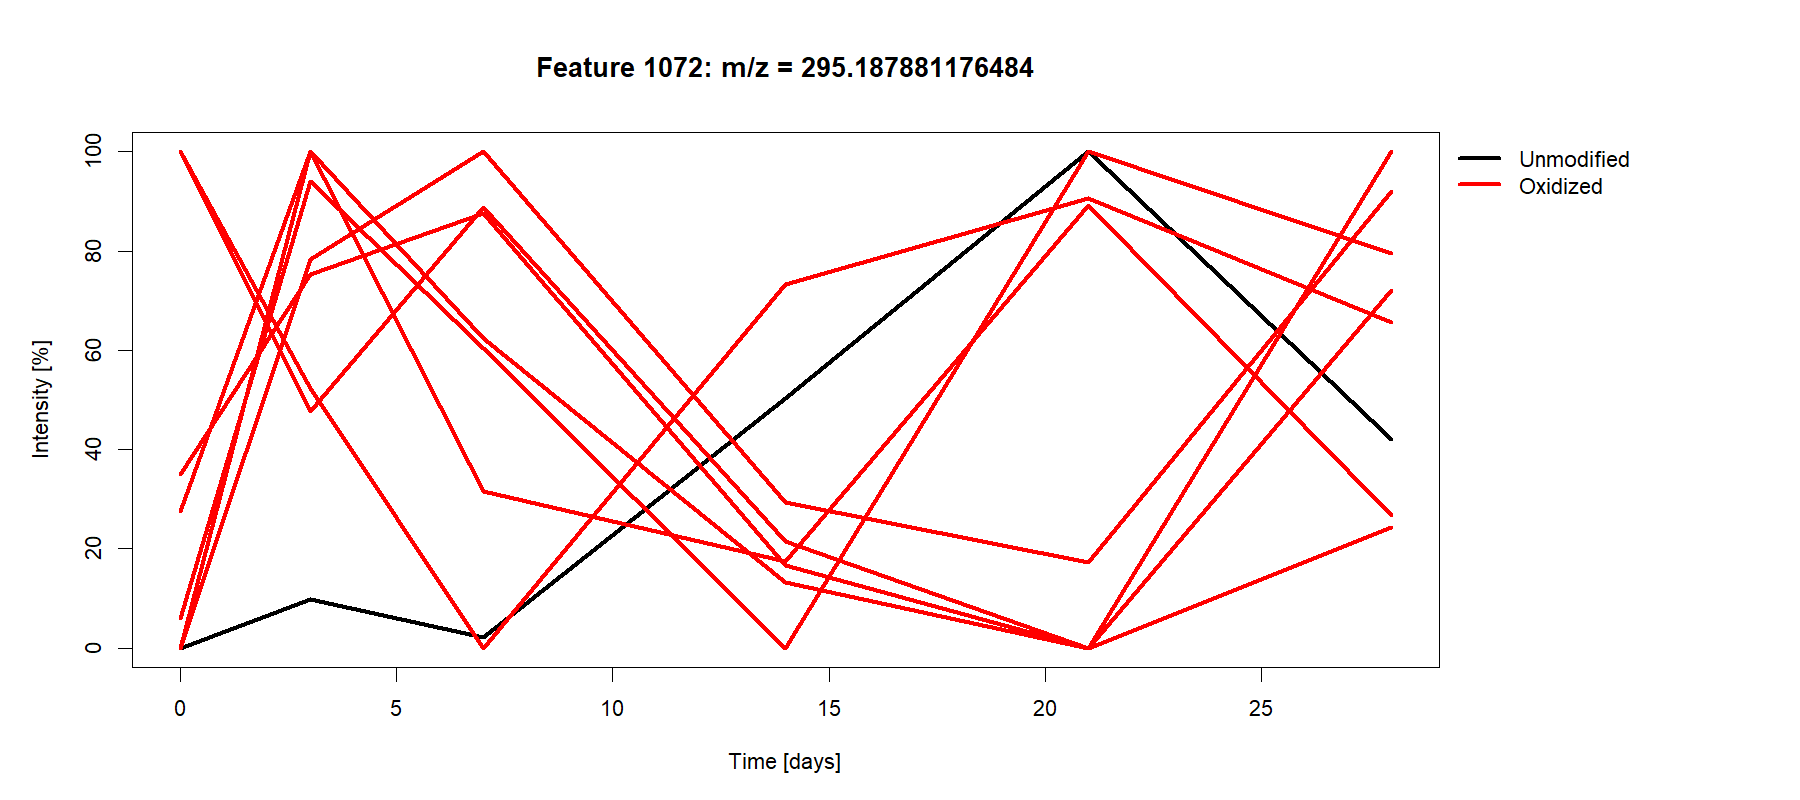 Feature 1072: m/z = 295.187881176484
Unmodified
Oxidized
Intensity [%]
100
80
60
40
20
0
0 5 10 15 20 25
Time [days]